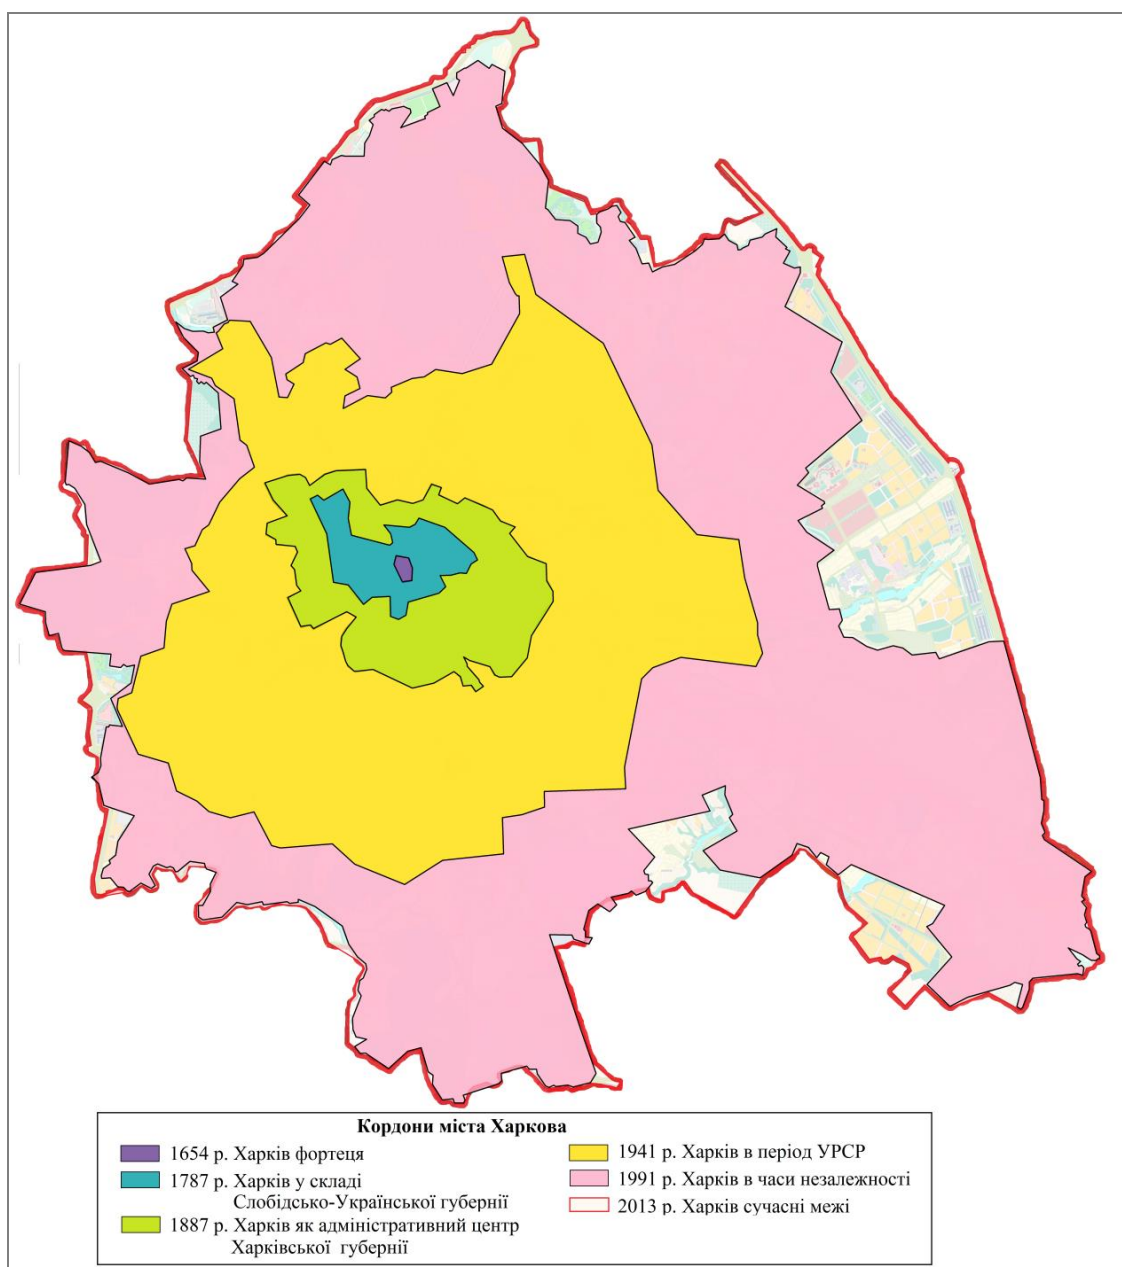 Кордони міста Харкова
1654 р. Харків фортеця
1787 р. Харків у складі
Слобідсько-Української губернії
1887 р. Харків як адміністративний центр
Харківської губернії
1941 р. Харків в період УРСР
1991 р. Харків в часи незалежності
2013 р. Харків сучасні межі